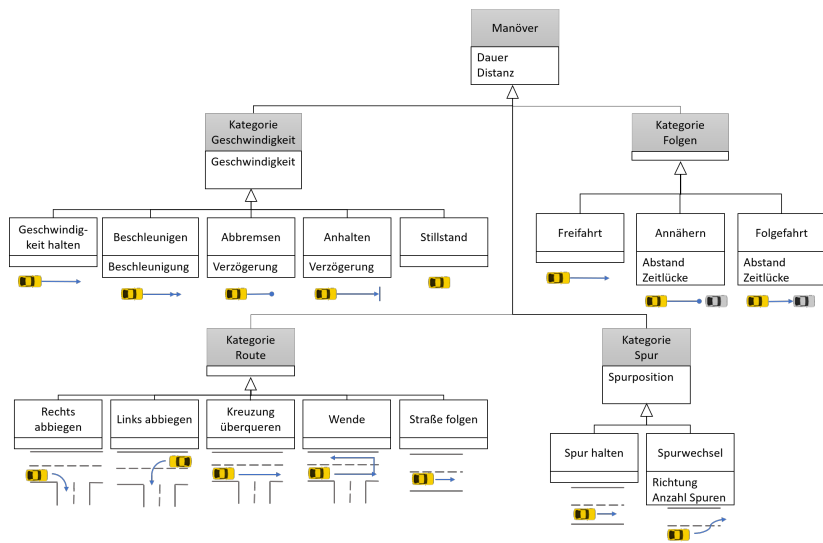 Manöver
Dauer
Distanz
Kategorie
Geschwindigkeit
Geschwindigkeit
Kategorie
Folgen
Geschwindig-
keit halten
Beschleunigen
Beschleunigung
Abbremsen
Verzögerung
Anhalten
Verzögerung
Stillstand
Freifahrt
Annähern
Abstand
Zeitlücke
Folgefahrt
Abstand
Zeitlücke
Kategorie
Route
Kategorie
Spur
Spurposition
Rechts
abbiegen
Links abbiegen
Kreuzung
überqueren
Wende
Straße folgen
Spur halten
Spurwechsel
Richtung
Anzahl Spuren